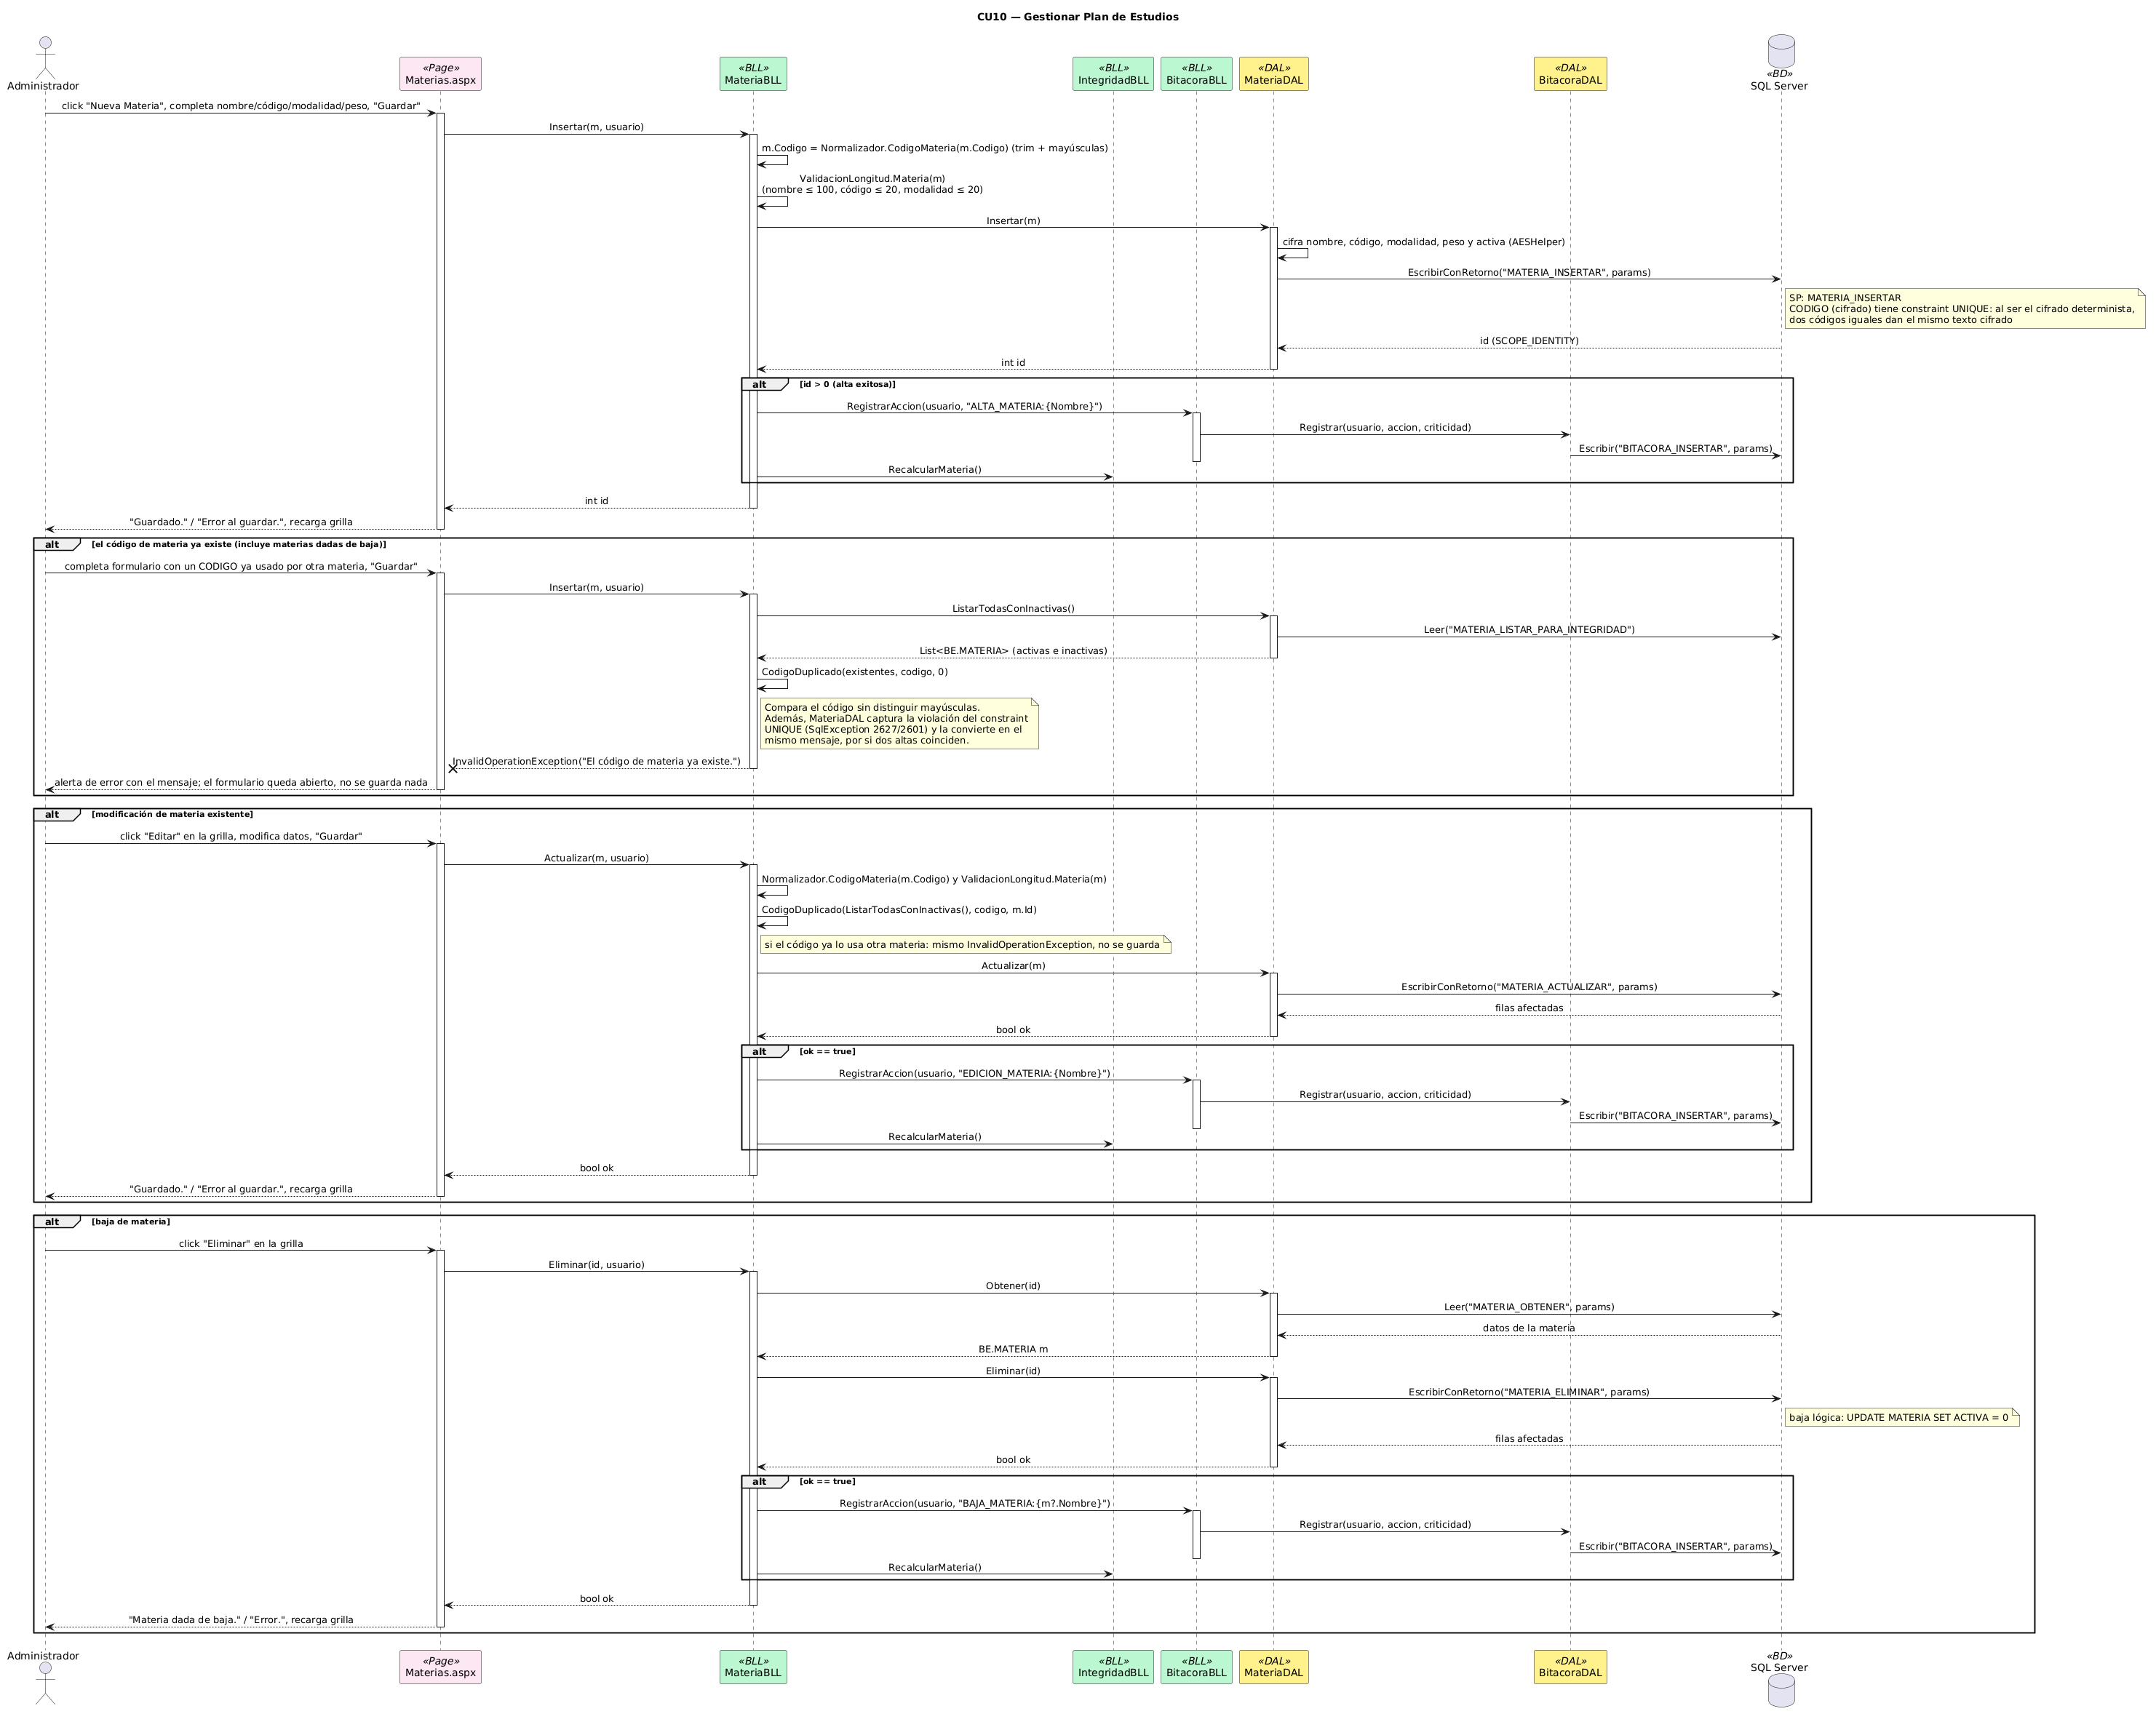 CU10 — Gestionar Plan de Estudios
Administrador
«Page»
Materias.aspx
«BLL»
MateriaBLL
«BLL»
IntegridadBLL
«BLL»
BitacoraBLL
«DAL»
MateriaDAL
«DAL»
BitacoraDAL
«BD»
SQL Server
click "Nueva Materia", completa nombre/código/modalidad/peso, "Guardar"
Insertar(m, usuario)
m.Codigo = Normalizador.CodigoMateria(m.Codigo) (trim + mayúsculas)
ValidacionLongitud.Materia(m)
(nombre ≤ 100, código ≤ 20, modalidad ≤ 20)
Insertar(m)
cifra nombre, código, modalidad, peso y activa (AESHelper)
EscribirConRetorno("MATERIA_INSERTAR", params)
SP: MATERIA_INSERTAR
CODIGO (cifrado) tiene constraint UNIQUE: al ser el cifrado determinista,
dos códigos iguales dan el mismo texto cifrado
id (SCOPE_IDENTITY)
int id
alt [id > 0 (alta exitosa)]
RegistrarAccion(usuario, "ALTA_MATERIA:{Nombre}")
Registrar(usuario, accion, criticidad)
Escribir("BITACORA_INSERTAR", params)
RecalcularMateria()
int id
"Guardado." / "Error al guardar.", recarga grilla
alt [el código de materia ya existe (incluye materias dadas de baja)]
completa formulario con un CODIGO ya usado por otra materia, "Guardar"
Insertar(m, usuario)
ListarTodasConInactivas()
Leer("MATERIA_LISTAR_PARA_INTEGRIDAD")
List<BE.MATERIA> (activas e inactivas)
CodigoDuplicado(existentes, codigo, 0)
Compara el código sin distinguir mayúsculas.
Además, MateriaDAL captura la violación del constraint
UNIQUE (SqlException 2627/2601) y la convierte en el
mismo mensaje, por si dos altas coinciden.
InvalidOperationException("El código de materia ya existe.")
alerta de error con el mensaje; el formulario queda abierto, no se guarda nada
alt [modificación de materia existente]
click "Editar" en la grilla, modifica datos, "Guardar"
Actualizar(m, usuario)
Normalizador.CodigoMateria(m.Codigo) y ValidacionLongitud.Materia(m)
CodigoDuplicado(ListarTodasConInactivas(), codigo, m.Id)
si el código ya lo usa otra materia: mismo InvalidOperationException, no se guarda
Actualizar(m)
EscribirConRetorno("MATERIA_ACTUALIZAR", params)
filas afectadas
bool ok
alt [ok == true]
RegistrarAccion(usuario, "EDICION_MATERIA:{Nombre}")
Registrar(usuario, accion, criticidad)
Escribir("BITACORA_INSERTAR", params)
RecalcularMateria()
bool ok
"Guardado." / "Error al guardar.", recarga grilla
alt [baja de materia]
click "Eliminar" en la grilla
Eliminar(id, usuario)
Obtener(id)
Leer("MATERIA_OBTENER", params)
datos de la materia
BE.MATERIA m
Eliminar(id)
EscribirConRetorno("MATERIA_ELIMINAR", params)
baja lógica: UPDATE MATERIA SET ACTIVA = 0
filas afectadas
bool ok
alt [ok == true]
RegistrarAccion(usuario, "BAJA_MATERIA:{m?.Nombre}")
Registrar(usuario, accion, criticidad)
Escribir("BITACORA_INSERTAR", params)
RecalcularMateria()
bool ok
"Materia dada de baja." / "Error.", recarga grilla
Administrador
«Page»
Materias.aspx
«BLL»
MateriaBLL
«BLL»
IntegridadBLL
«BLL»
BitacoraBLL
«DAL»
MateriaDAL
«DAL»
BitacoraDAL
«BD»
SQL Server